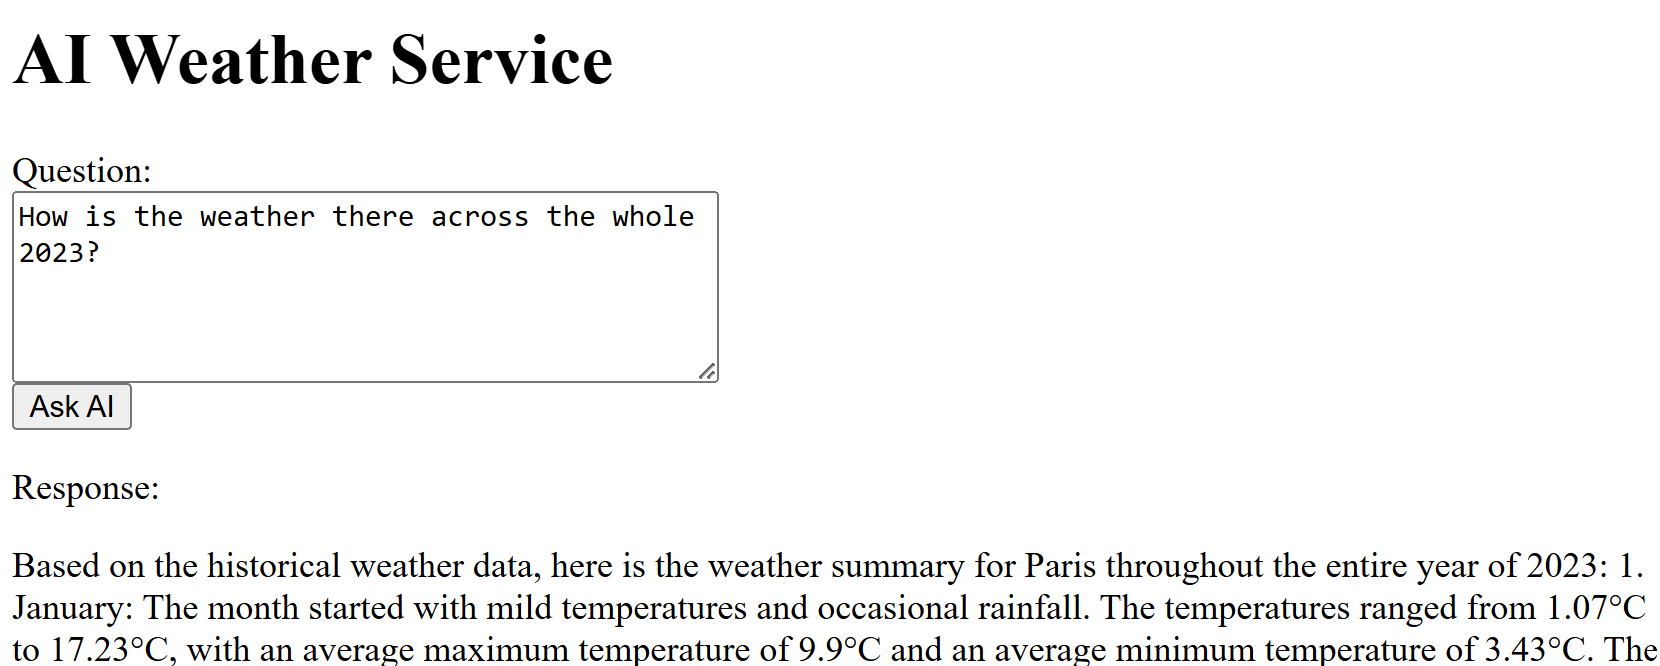 AI Weather Service
Question:
How is the weather there across the whole
2023?
Ask AI
Response:
Based on the historical weather data, here is the weather summary for Paris throughout the entire year of 2023: 1.
January: The month started with mild temperatures and occasional rainfall. The temperatures ranged from 1.07°C
to 17.23°C, with an average maximum temperature of 9.9°C and an average minimum temperature of 3.43°C. The